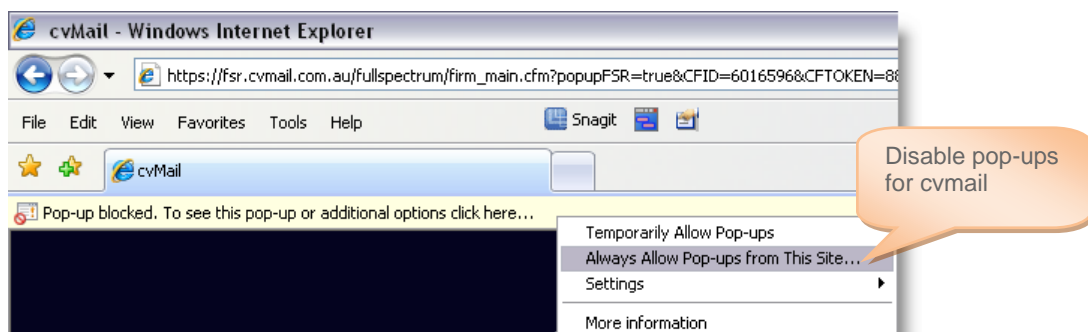 cvMail - Windows Internet Explorer
https://fsr.cvmail.com.au/fullspectrum/firm_main.cfm?popupFSR=true&CFID=6016596&CFTOKEN=88
File Edit View Favorites Tools Help Snagit
cvMail
Disable pop-ups
for cvmail
Pop-up blocked. To see this pop-up or additional options click here...
Temporarily Allow Pop-ups
Always Allow Pop-ups from This Site...
Settings
More information